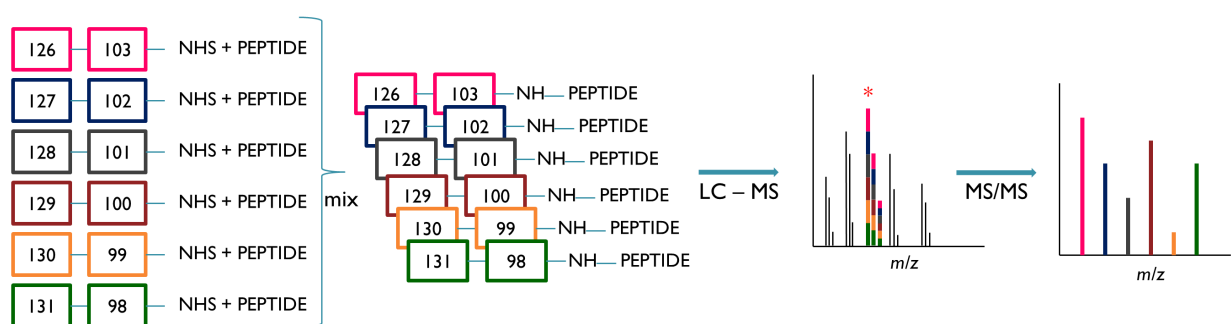 126 103 NHS + PEPTIDE
127 102 NHS + PEPTIDE
128 101 NHS + PEPTIDE
129 100 NHS + PEPTIDE
130 99 NHS + PEPTIDE
131 98 NHS + PEPTIDE
mix
126 103 NH PEPTIDE
127 102 NH PEPTIDE
128 101 NH PEPTIDE
129 100 NH PEPTIDE
130 99 NH PEPTIDE
131 98 NH PEPTIDE
LC – MS
*
m/z
MS/MS
m/z